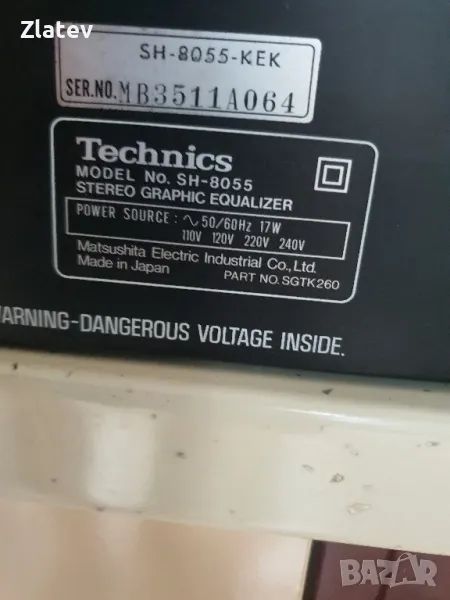 Zlatev
SH-8055-KEK
SER.NO. MB3511A064
Technics
MODEL No. SH-8055
STEREO GRAPHIC EQUALIZER
POWER SOURCE : ∿ 50/60Hz 17W
110V 120V 220V 240V
Matsushita Electric Industrial Co., Ltd.
Made in Japan
PART NO. SGTK260
WARNING-DANGEROUS VOLTAGE INSIDE.
BAZAR